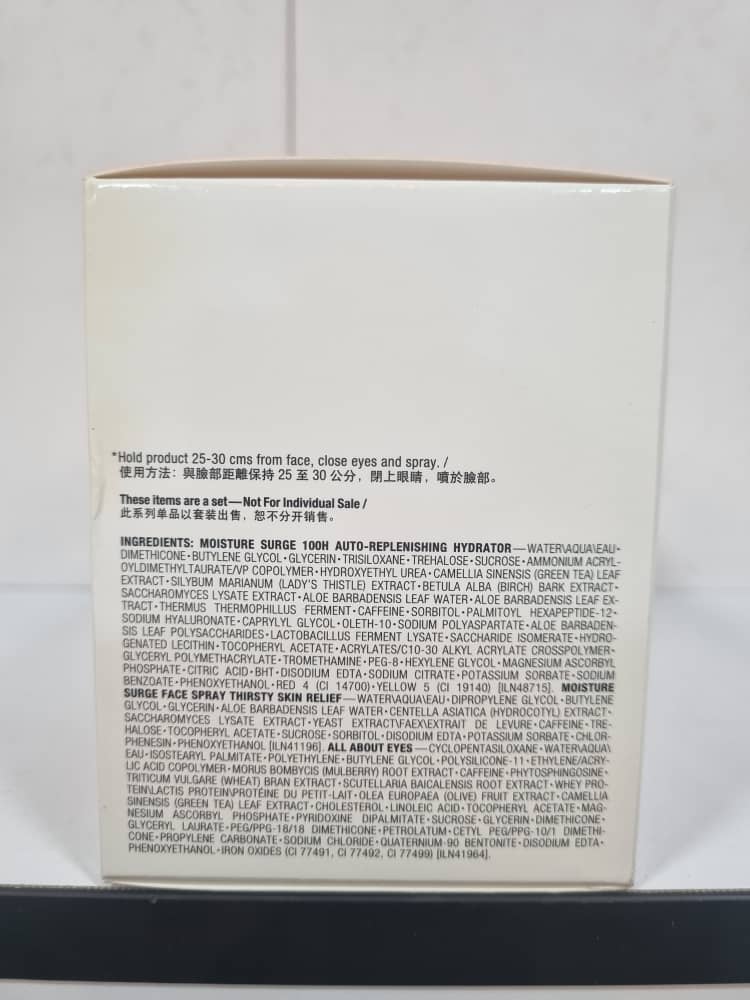 *Hold product 25-30 cms from face, close eyes and spray. /
使用方法：與臉部距離保持 25 至 30 公分，閉上眼睛，噴於臉部。
These items are a set—Not For Individual Sale /
此系列单品以套装出售，恕不分开销售。
INGREDIENTS: MOISTURE SURGE 100H AUTO-REPLENISHING HYDRATOR—WATER\AQUA\EAU•
DIMETHICONE•BUTYLENE GLYCOL•GLYCERIN•TRISILOXANE•TREHALOSE•SUCROSE•AMMONIUM ACRYL-
OYLDIMETHYLTAURATE/VP COPOLYMER•HYDROXYETHYL UREA•CAMELLIA SINENSIS (GREEN TEA) LEAF
EXTRACT•SILYBUM MARIANUM (LADY'S THISTLE) EXTRACT•BETULA ALBA (BIRCH) BARK EXTRACT•
SACCHAROMYCES LYSATE EXTRACT•ALOE BARBADENSIS LEAF WATER•ALOE BARBADENSIS LEAF EX-
TRACT•THERMUS THERMOPHILLUS FERMENT•CAFFEINE•SORBITOL•PALMITOYL HEXAPEPTIDE-12•
SODIUM HYALURONATE•CAPRYLYL GLYCOL•OLETH-10•SODIUM POLYASPARTATE•ALOE BARBADEN-
SIS LEAF POLYSACCHARIDES•LACTOBACILLUS FERMENT LYSATE•SACCHARIDE ISOMERATE•HYDRO-
GENATED LECITHIN•TOCOPHERYL ACETATE•ACRYLATES/C10-30 ALKYL ACRYLATE CROSSPOLYMER•
GLYCERYL POLYMETHACRYLATE•TROMETHAMINE•PEG-8•HEXYLENE GLYCOL•MAGNESIUM ASCORBYL
PHOSPHATE•CITRIC ACID•BHT•DISODIUM EDTA•SODIUM CITRATE•POTASSIUM SORBATE•SODIUM
BENZOATE•PHENOXYETHANOL•RED 4 (CI 14700)•YELLOW 5 (CI 19140) [ILN48715]. MOISTURE
SURGE FACE SPRAY THIRSTY SKIN RELIEF—WATER\AQUA\EAU•DIPROPYLENE GLYCOL•BUTYLENE
GLYCOL•GLYCERIN•ALOE BARBADENSIS LEAF WATER•CENTELLA ASIATICA (HYDROCOTYL) EXTRACT•
SACCHAROMYCES LYSATE EXTRACT•YEAST EXTRACT\FAEX\EXTRAIT DE LEVURE•CAFFEINE•TRE-
HALOSE•TOCOPHERYL ACETATE•SUCROSE•SORBITOL•DISODIUM EDTA•POTASSIUM SORBATE•CHLOR-
PHENESIN•PHENOXYETHANOL [ILN41196]. ALL ABOUT EYES—CYCLOPENTASILOXANE•WATER\AQUA\
EAU•ISOSTEARYL PALMITATE•POLYETHYLENE•BUTYLENE GLYCOL•POLYSILICONE-11•ETHYLENE/ACRY-
LIC ACID COPOLYMER•MORUS BOMBYCIS (MULBERRY) ROOT EXTRACT•CAFFEINE•PHYTOSPHINGOSINE•
TRITICUM VULGARE (WHEAT) BRAN EXTRACT•SCUTELLARIA BAICALENSIS ROOT EXTRACT•WHEY PRO-
TEIN\LACTIS PROTEIN\PROTÉINE DU PETIT-LAIT•OLEA EUROPAEA (OLIVE) FRUIT EXTRACT•CAMELLIA
SINENSIS (GREEN TEA) LEAF EXTRACT•CHOLESTEROL•LINOLEIC ACID•TOCOPHERYL ACETATE•MAG-
NESIUM ASCORBYL PHOSPHATE•PYRIDOXINE DIPALMITATE•SUCROSE•GLYCERIN•DIMETHICONE•
GLYCERYL LAURATE•PEG/PPG-18/18 DIMETHICONE•PETROLATUM•CETYL PEG/PPG-10/1 DIMETHI-
CONE•PROPYLENE CARBONATE•SODIUM CHLORIDE•QUATERNIUM-90 BENTONITE•DISODIUM EDTA•
PHENOXYETHANOL•IRON OXIDES (CI 77491, CI 77492, CI 77499) [ILN41964].